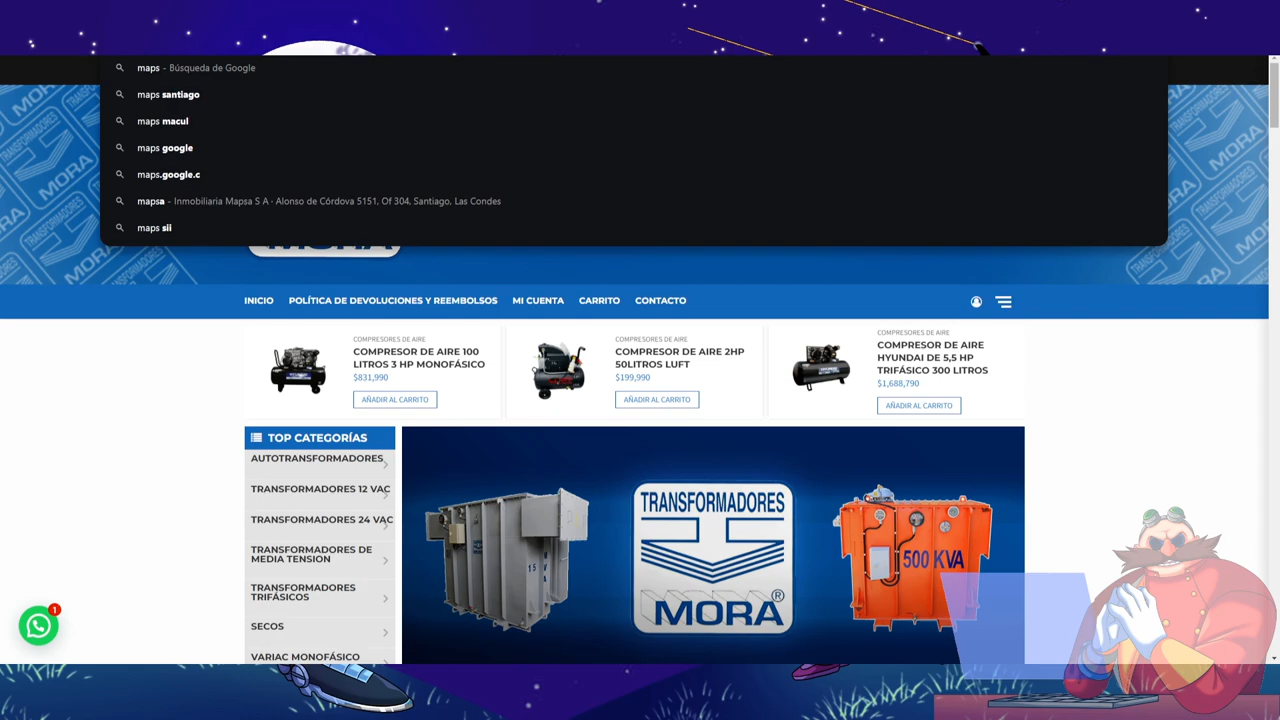 maps – Búsqueda de Google
maps santiago
maps macul
maps google
maps.google.c
mapsa – Inmobiliaria Mapsa S A · Alonso de Córdova 5151, Of 304, Santiago, Las Condes
maps sii
TRANSFORMADORES
MORA
TRANSFORMADORES
MORA
INICIO
POLÍTICA DE DEVOLUCIONES Y REEMBOLSOS
MI CUENTA
CARRITO
CONTACTO
COMPRESORES DE AIRE
COMPRESOR DE AIRE 100
LITROS 3 HP MONOFÁSICO
$831,990
AÑADIR AL CARRITO
COMPRESORES DE AIRE
COMPRESOR DE AIRE 2HP
50LITROS LUFT
$199,990
AÑADIR AL CARRITO
COMPRESORES DE AIRE
COMPRESOR DE AIRE
HYUNDAI DE 5,5 HP
TRIFÁSICO 300 LITROS
$1,688,790
AÑADIR AL CARRITO
TOP CATEGORÍAS
AUTOTRANSFORMADORES
TRANSFORMADORES 12 VAC
TRANSFORMADORES 24 VAC
TRANSFORMADORES DE
MEDIA TENSION
TRANSFORMADORES
TRIFÁSICOS
SECOS
VARIAC MONOFÁSICO
TRANSFORMADORES
MORA
®
500 KVA
1